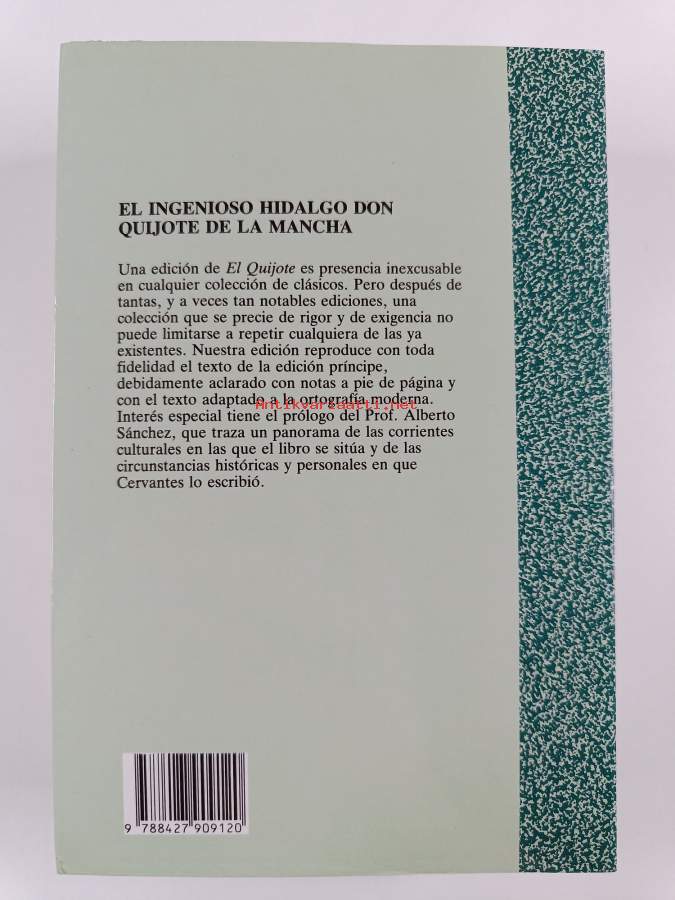 EL INGENIOSO HIDALGO DON
QUIJOTE DE LA MANCHA
Una edición de El Quijote es presencia inexcusable
en cualquier colección de clásicos. Pero después de
tantas, y a veces tan notables ediciones, una
colección que se precie de rigor y de exigencia no
puede limitarse a repetir cualquiera de las ya
existentes. Nuestra edición reproduce con toda
fidelidad el texto de la edición príncipe,
debidamente aclarado con notas a pie de página y
con el texto adaptado a la ortografía moderna.
Antikvariaatti.net
Interés especial tiene el prólogo del Prof. Alberto
Sánchez, que traza un panorama de las corrientes
culturales en las que el libro se sitúa y de las
circunstancias históricas y personales en que
Cervantes lo escribió.
9 788427 909120